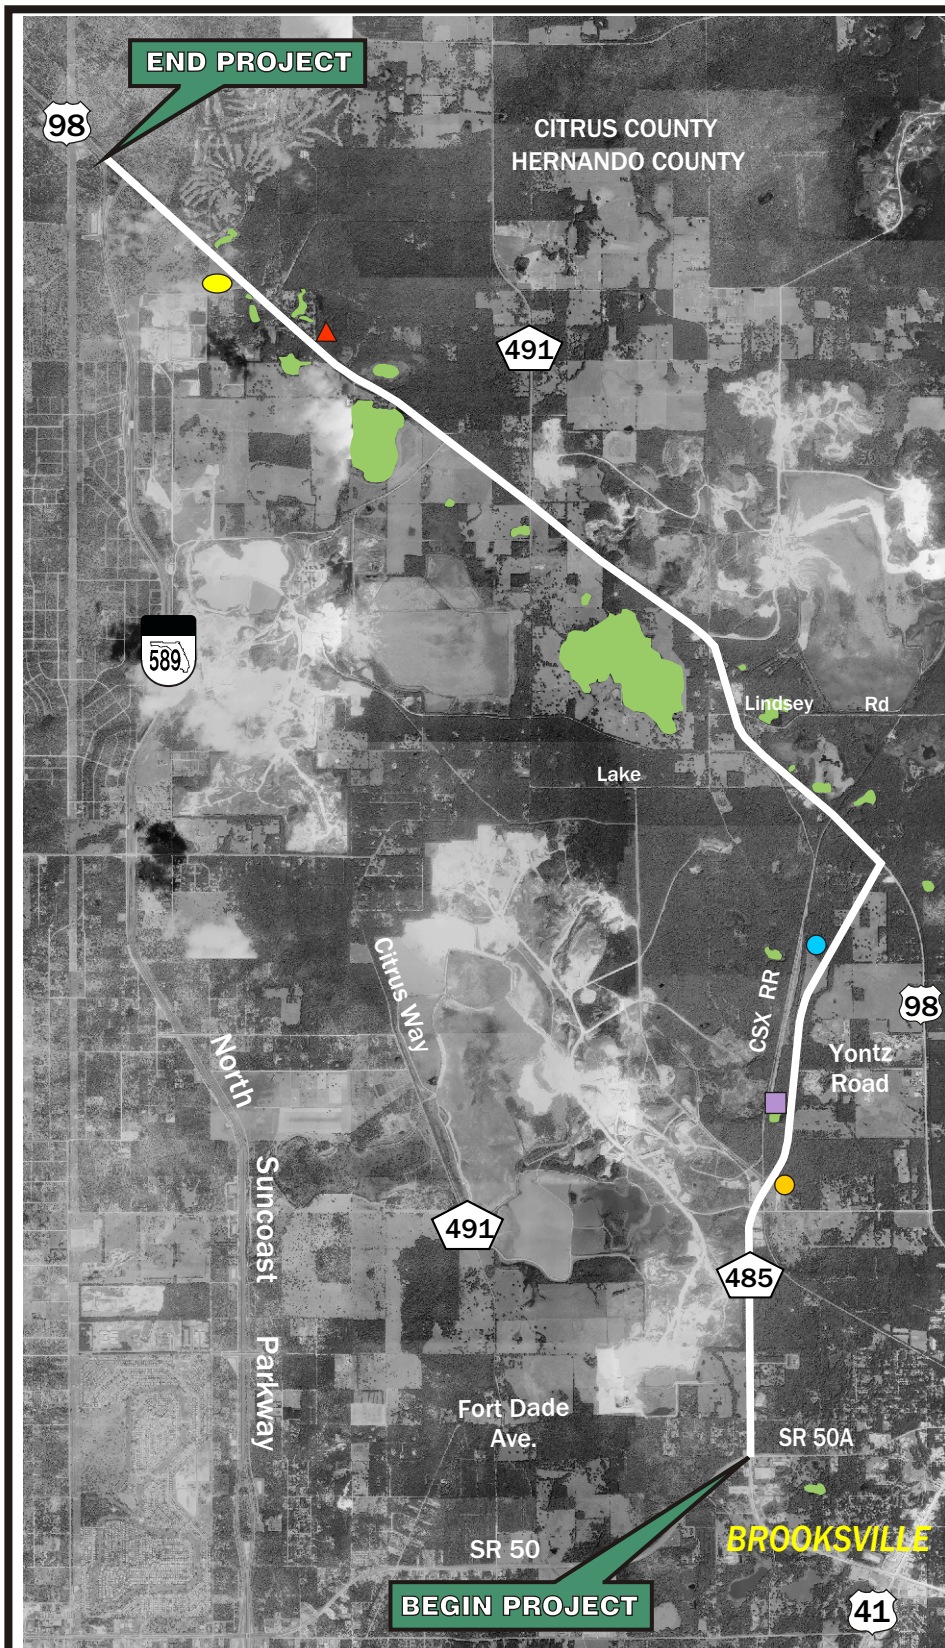 END PROJECT
98
CITRUS COUNTY
HERNANDO COUNTY
491
589
Lindsey Rd
Lake
Citrus Way
CSX RR
98
North Suncoast Parkway
Yontz
Road
491
485
Fort Dade
Ave.
SR 50A
BROOKSVILLE
SR 50
BEGIN PROJECT
41